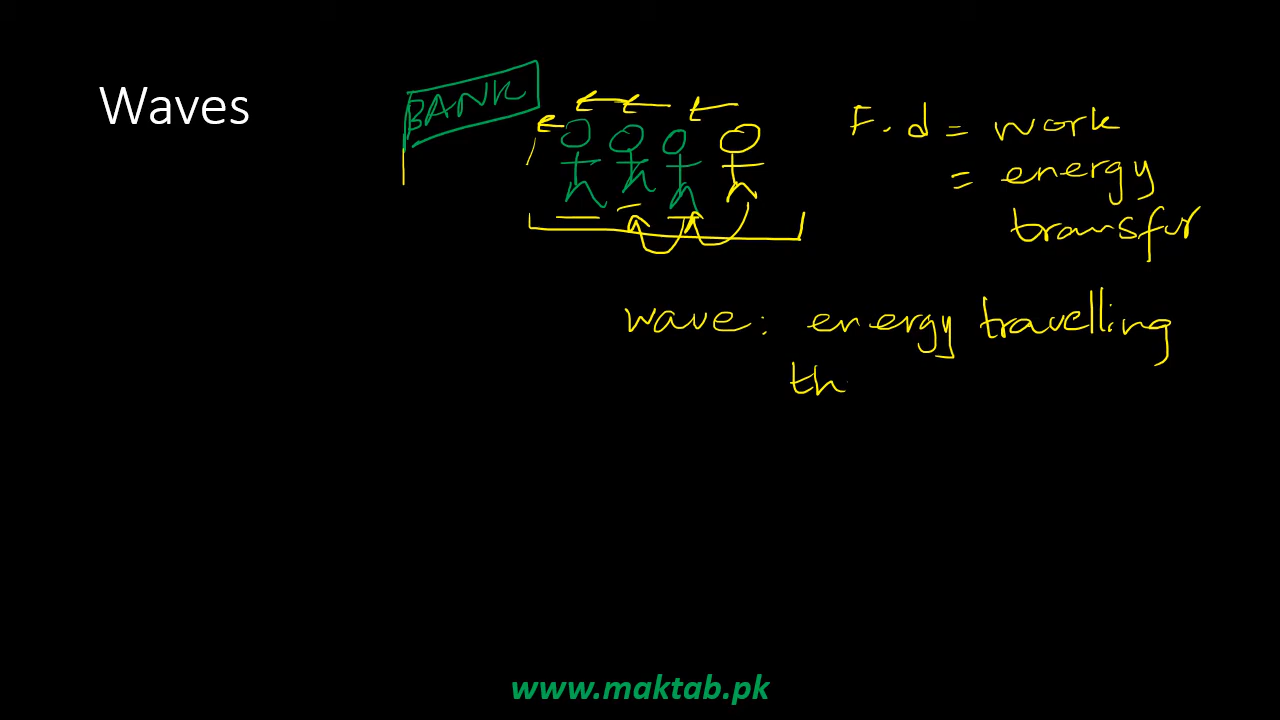 Waves
BANK
F. d = work
= energy
transfer
wave: energy travelling
th
www.maktab.pk